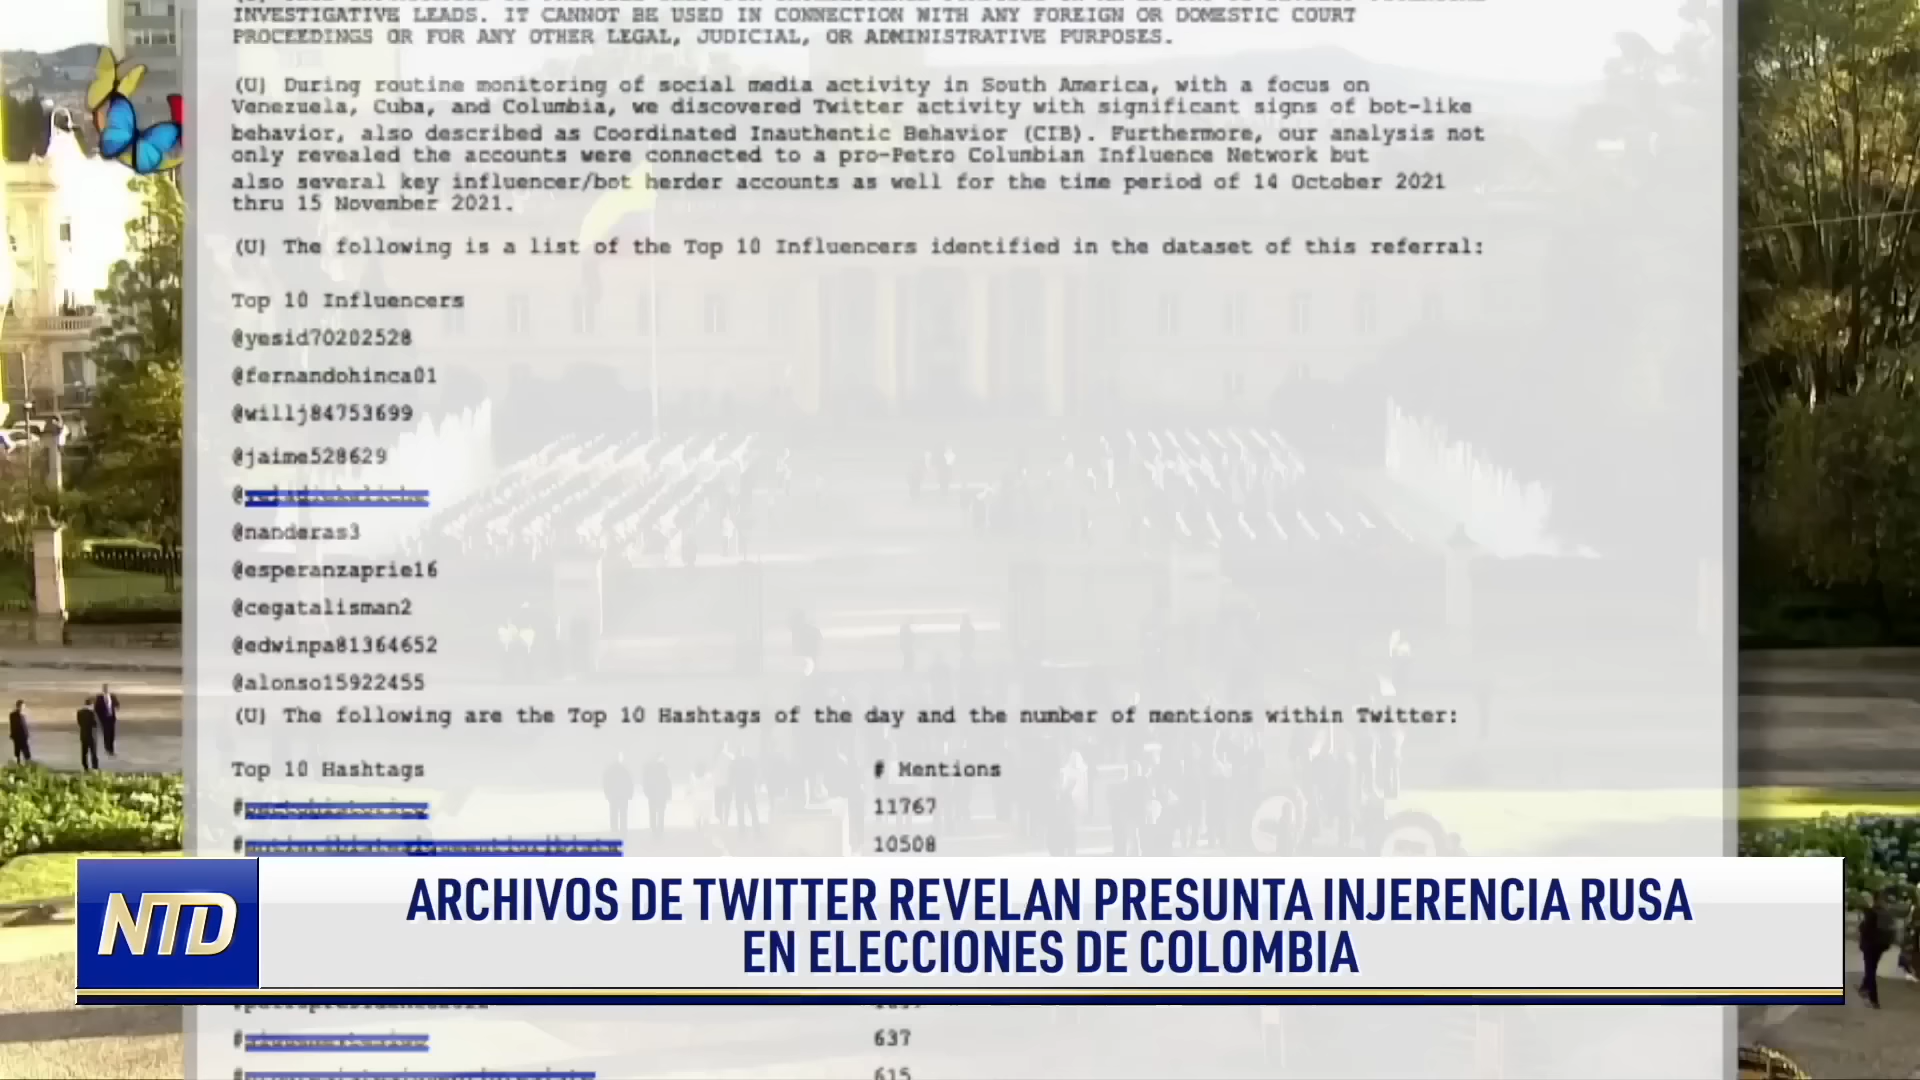 INVESTIGATIVE LEADS. IT CANNOT BE USED IN CONNECTION WITH ANY FOREIGN OR DOMESTIC COURT
PROCEEDINGS OR FOR ANY OTHER LEGAL, JUDICIAL, OR ADMINISTRATIVE PURPOSES.
(U) During routine monitoring of social media activity in South America, with a focus on
Venezuela, Cuba, and Columbia, we discovered Twitter activity with significant signs of bot-like
behavior, also described as Coordinated Inauthentic Behavior (CIB). Furthermore, our analysis not
only revealed the accounts were connected to a pro-Petro Columbian Influence Network but
also several key influencer/bot herder accounts as well for the time period of 14 October 2021
thru 15 November 2021.
(U) The following is a list of the Top 10 Influencers identified in the dataset of this referral:
Top 10 Influencers
@yesid70202528
@fernandohinca01
@willj84753699
@jaime528629
@
@nanderas3
@esperanzaprie16
@cegatalisman2
@edwinpa81364652
@alonso15922455
(U) The following are the Top 10 Hashtags of the day and the number of mentions within Twitter:
Top 10 Hashtags # Mentions
# 11767
# 10508
NTD
ARCHIVOS DE TWITTER REVELAN PRESUNTA INJERENCIA RUSA
EN ELECCIONES DE COLOMBIA
# 637
# 615